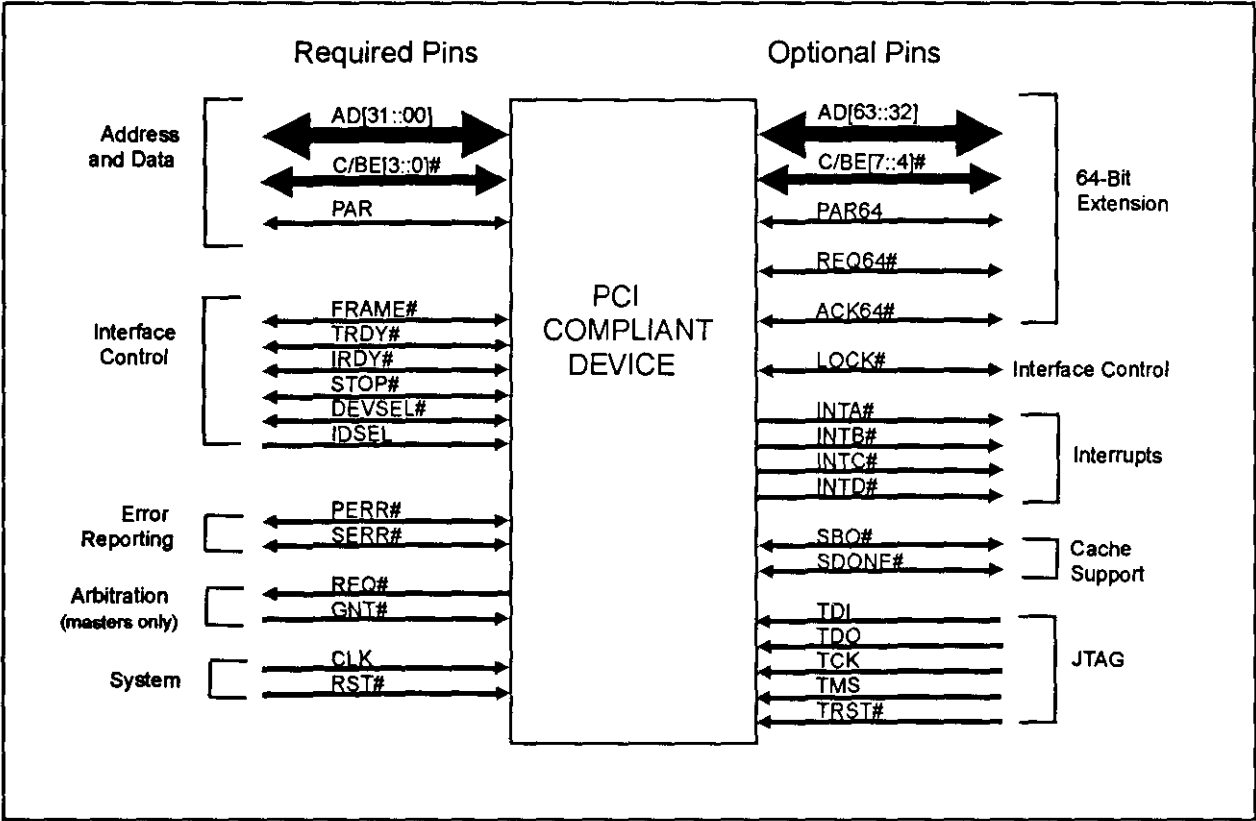 Required Pins
Optional Pins
Address
and Data
AD[31::00]
C/BE[3::0]#
PAR
Interface
Control
FRAME#
TRDY#
IRDY#
STOP#
DEVSEL#
IDSEL
Error
Reporting
PERR#
SERR#
Arbitration
(masters only)
REQ#
GNT#
System
CLK
RST#
PCI
COMPLIANT
DEVICE
AD[63::32]
C/BE[7::4]#
PAR64
REQ64#
ACK64#
64-Bit
Extension
LOCK#
Interface Control
INTA#
INTB#
INTC#
INTD#
Interrupts
SBO#
SDONE#
Cache
Support
TDI
TDO
TCK
TMS
TRST#
JTAG